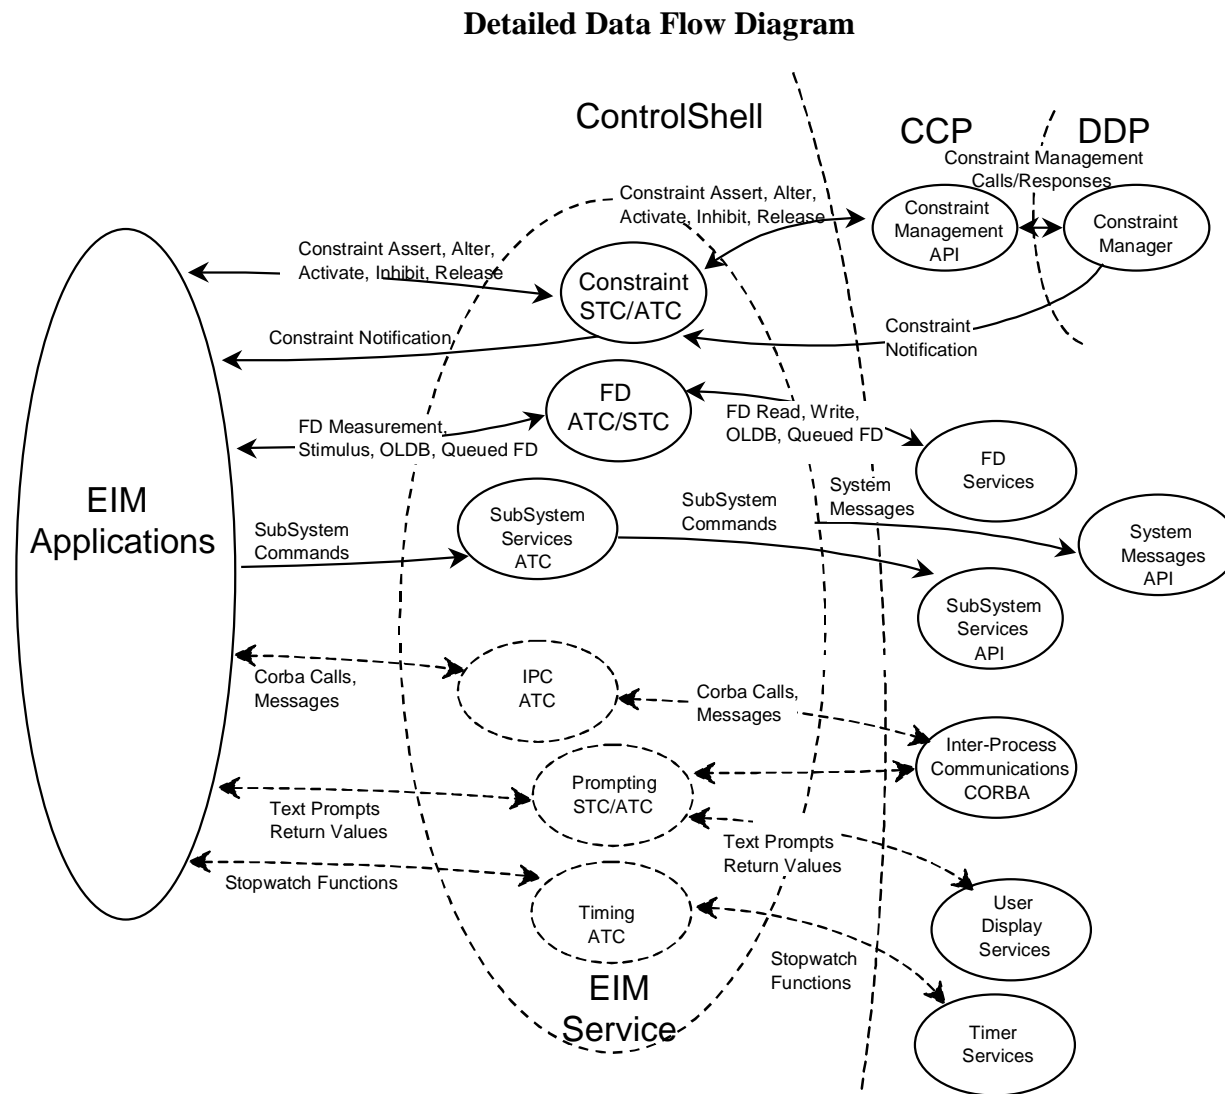 Detailed Data Flow Diagram
ControlShell
CCP
DDP
Constraint Management
Calls/Responses
Constraint Assert, Alter,
Activate, Inhibit, Release
Constraint
Management
API
Constraint
Manager
Constraint Assert, Alter,
Activate, Inhibit, Release
Constraint
STC/ATC
Constraint Notification
Constraint
Notification
FD
ATC/STC
FD Measurement,
Stimulus, OLDB, Queued FD
FD Read, Write,
OLDB, Queued FD
FD
Services
EIM
Applications
SubSystem
Commands
SubSystem
Services
ATC
SubSystem
Commands
System
Messages
System
Messages
API
SubSystem
Services
API
Corba Calls,
Messages
IPC
ATC
Corba Calls,
Messages
Inter-Process
Communications
CORBA
Text Prompts
Return Values
Prompting
STC/ATC
Text Prompts
Return Values
Stopwatch Functions
Timing
ATC
User
Display
Services
Stopwatch
Functions
EIM
Service
Timer
Services